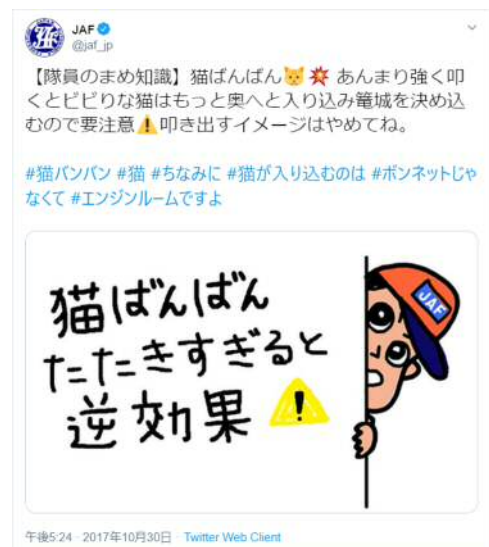 JAF
@jaf_jp
【隊員のまめ知識】猫ばんばん🐱💥 あんまり強く叩
くとビビりな猫はもっと奥へと入り込み篭城を決め込
むので要注意⚠叩き出すイメージはやめてね。
#猫バンバン #猫 #ちなみに #猫が入り込むのは #ボンネットじゃ
なくて #エンジンルームですよ
猫ばんばん
たたきすぎると
逆効果
JAF
午後5:24 · 2017年10月30日 · Twitter Web Client